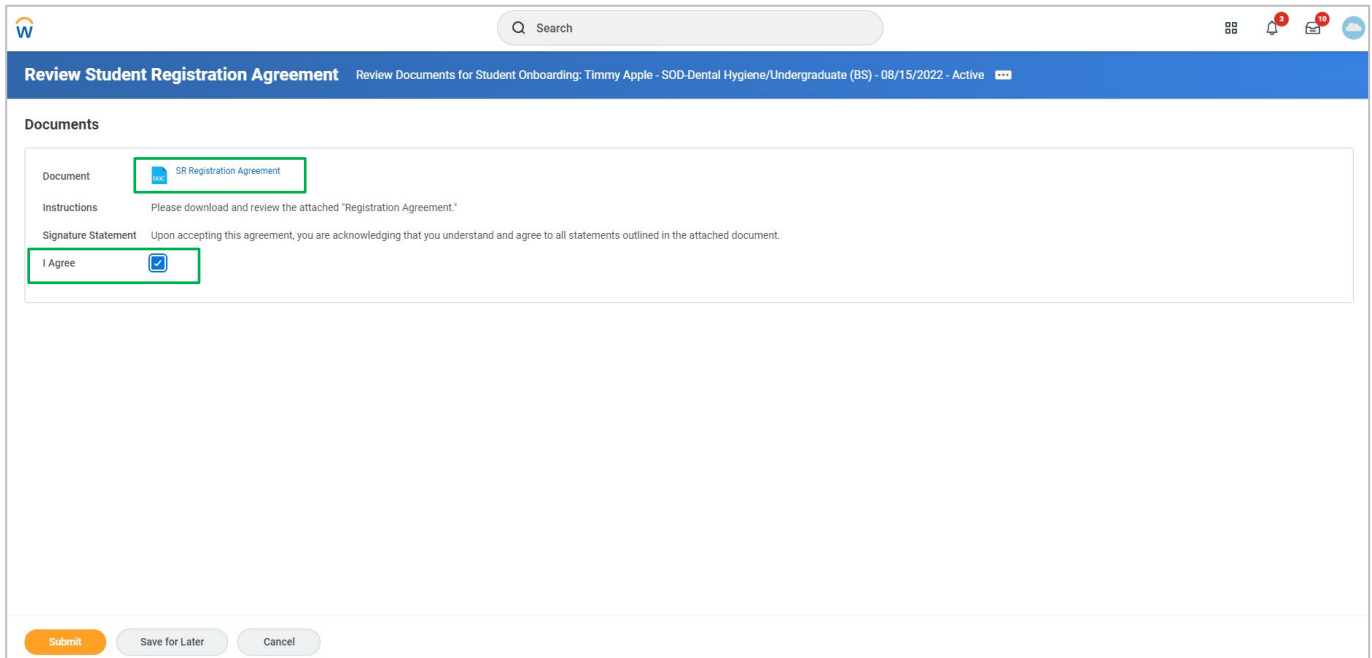 W
Search
3
10
Review Student Registration Agreement Review Documents for Student Onboarding: Timmy Apple - SOD-Dental Hygiene/Undergraduate (BS) - 08/15/2022 - Active
Documents
Document DOC SR Registration Agreement
Instructions Please download and review the attached "Registration Agreement."
Signature Statement Upon accepting this agreement, you are acknowledging that you understand and agree to all statements outlined in the attached document.
I Agree
Submit Save for Later Cancel